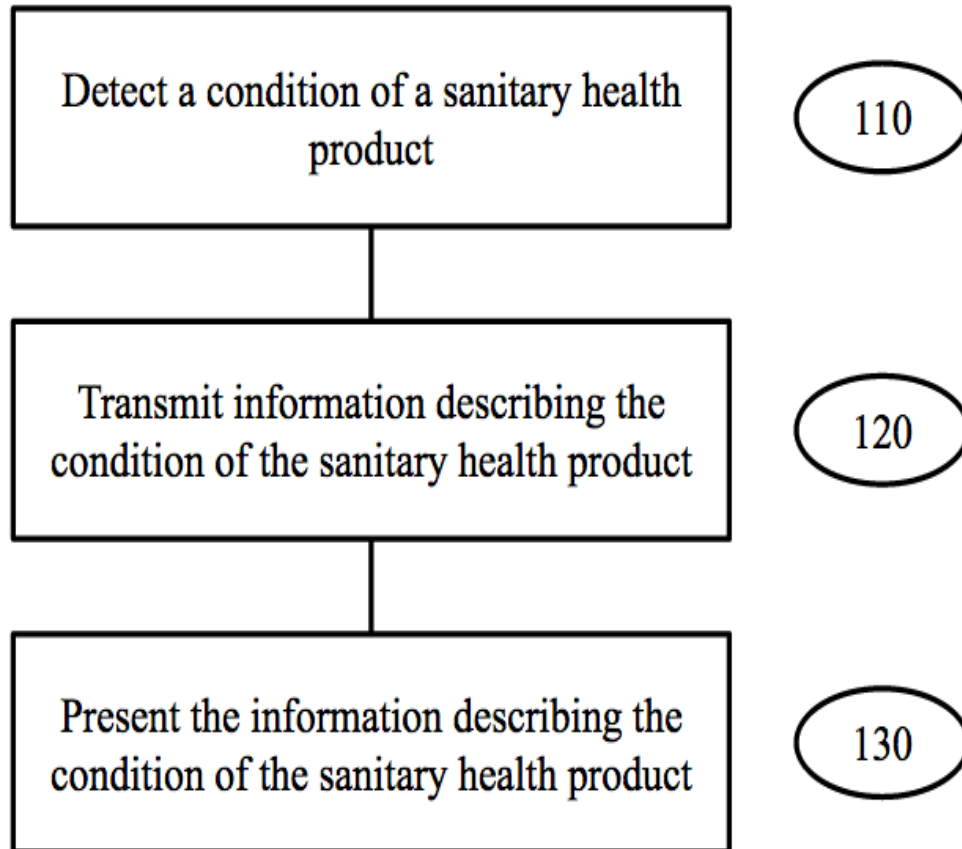 Detect a condition of a sanitary health
product
110
Transmit information describing the
condition of the sanitary health product
120
Present the information describing the
condition of the sanitary health product
130